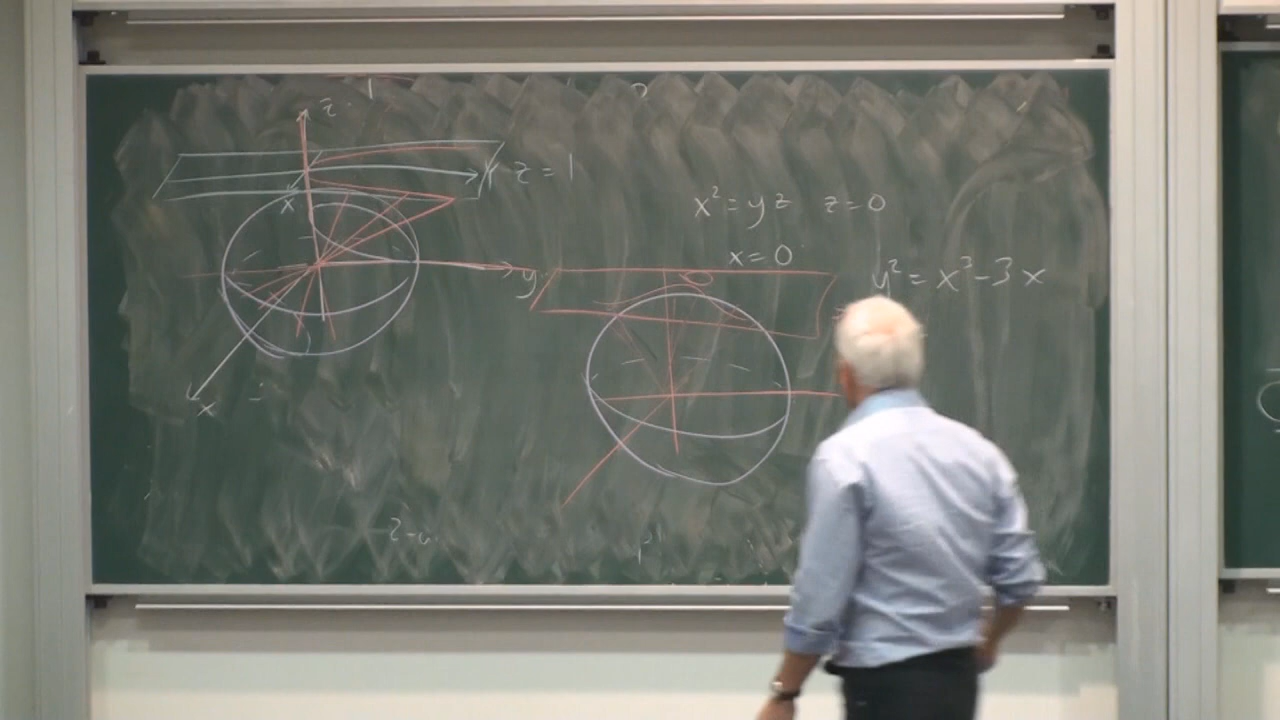 z
z = 1
x
y
x
x² = yz z = 0
x = 0
y² = x³ - 3x